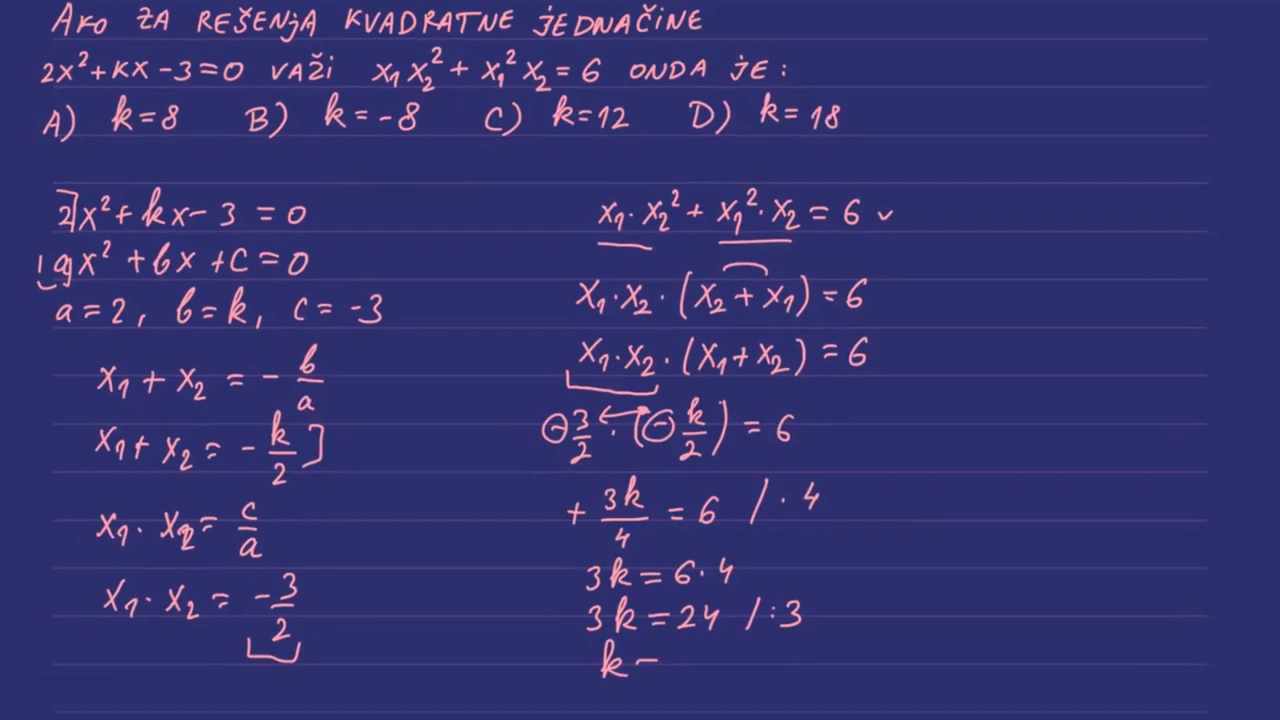 AKO ZA REŠENJA KVADRATNE JEDNAČINE
2x²+kx-3=0 VAŽI x₁x₂² + x₁²x₂ = 6 ONDA JE:
A) k=8 B) k=-8 C) k=12 D) k=18
2x²+kx-3=0
ax²+bx+c=0
a=2, b=k, c=-3
x₁+x₂ = -b/a
x₁+x₂ = -k/2
x₁·x₂ = c/a
x₁·x₂ = -3/2
x₁·x₂² + x₁²·x₂ = 6
x₁·x₂·(x₂+x₁) = 6
x₁·x₂·(x₁+x₂) = 6
-3/2·(-k/2) = 6
+3k/4 = 6 /·4
3k = 6·4
3k = 24 /:3
k -